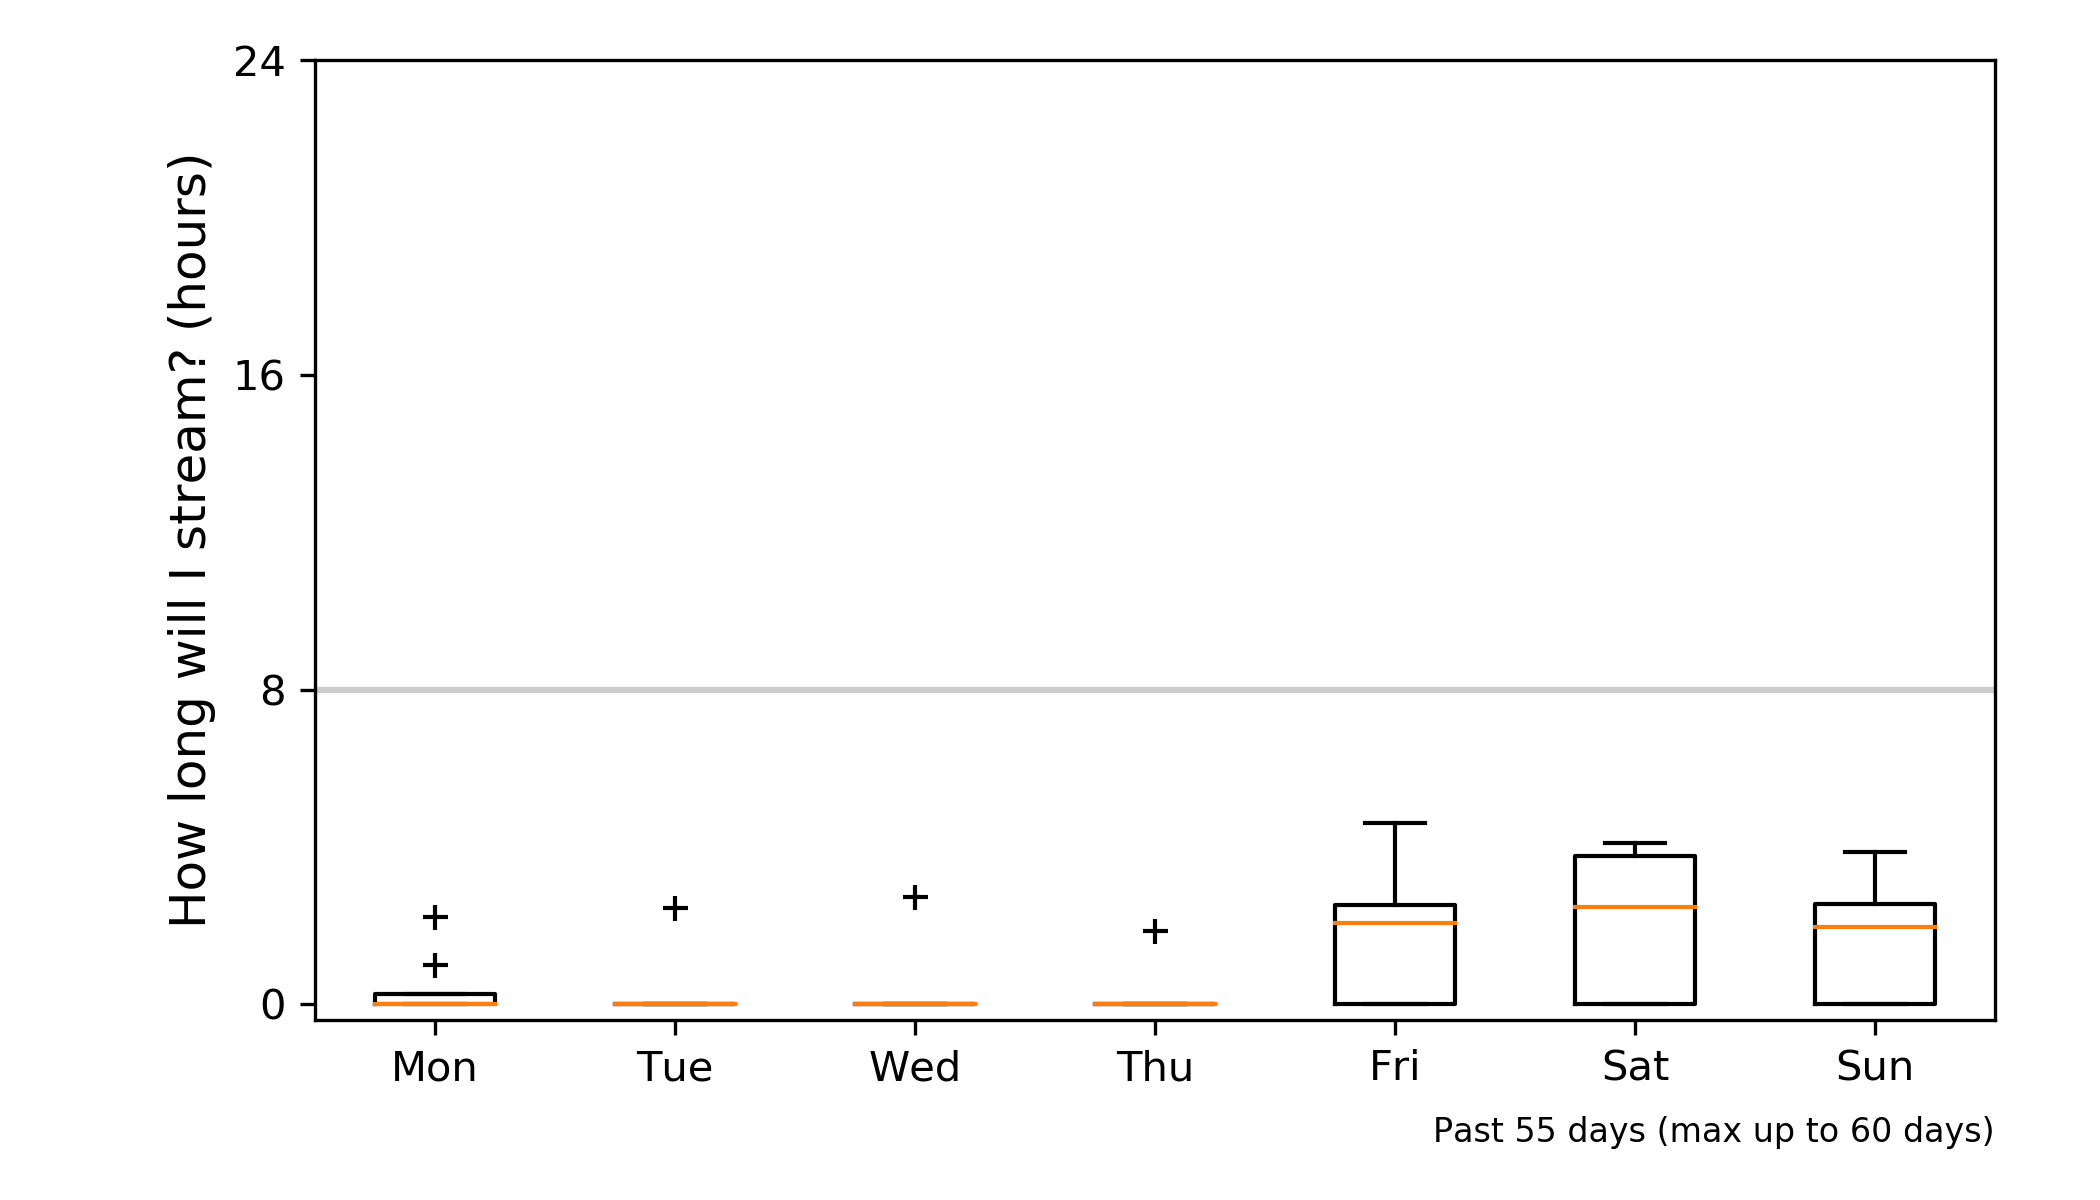 How long will I stream? (hours)
24
16
8
0
Mon Tue Wed Thu Fri Sat Sun
Past 55 days (max up to 60 days)